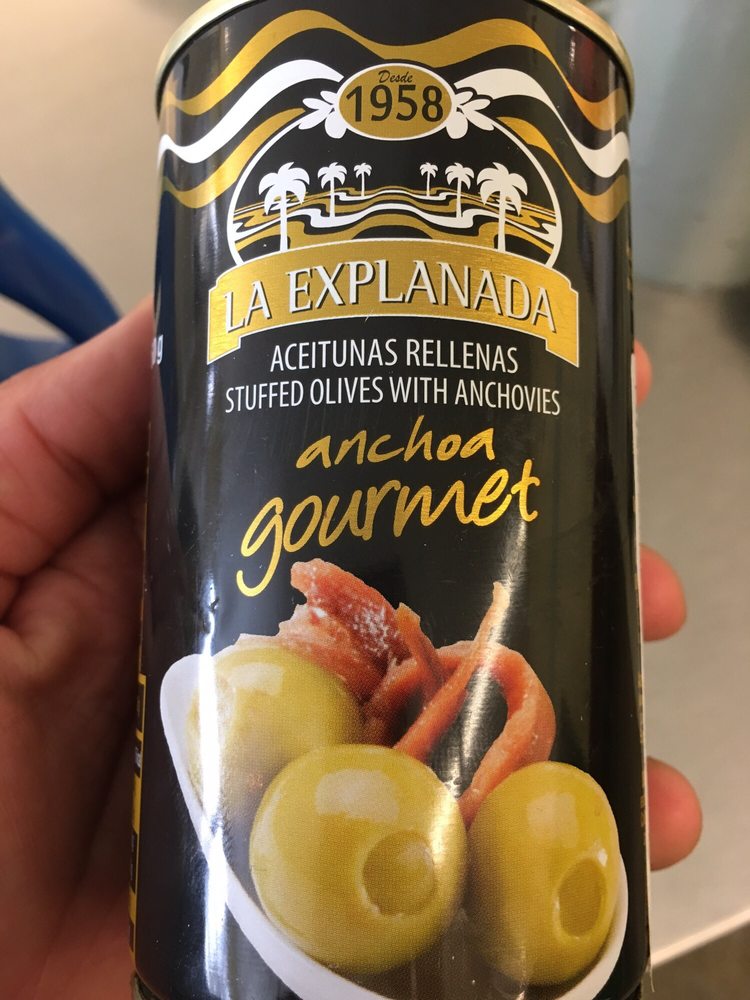 Desde
1958
LA EXPLANADA
ACEITUNAS RELLENAS
STUFFED OLIVES WITH ANCHOVIES
anchoa
gourmet